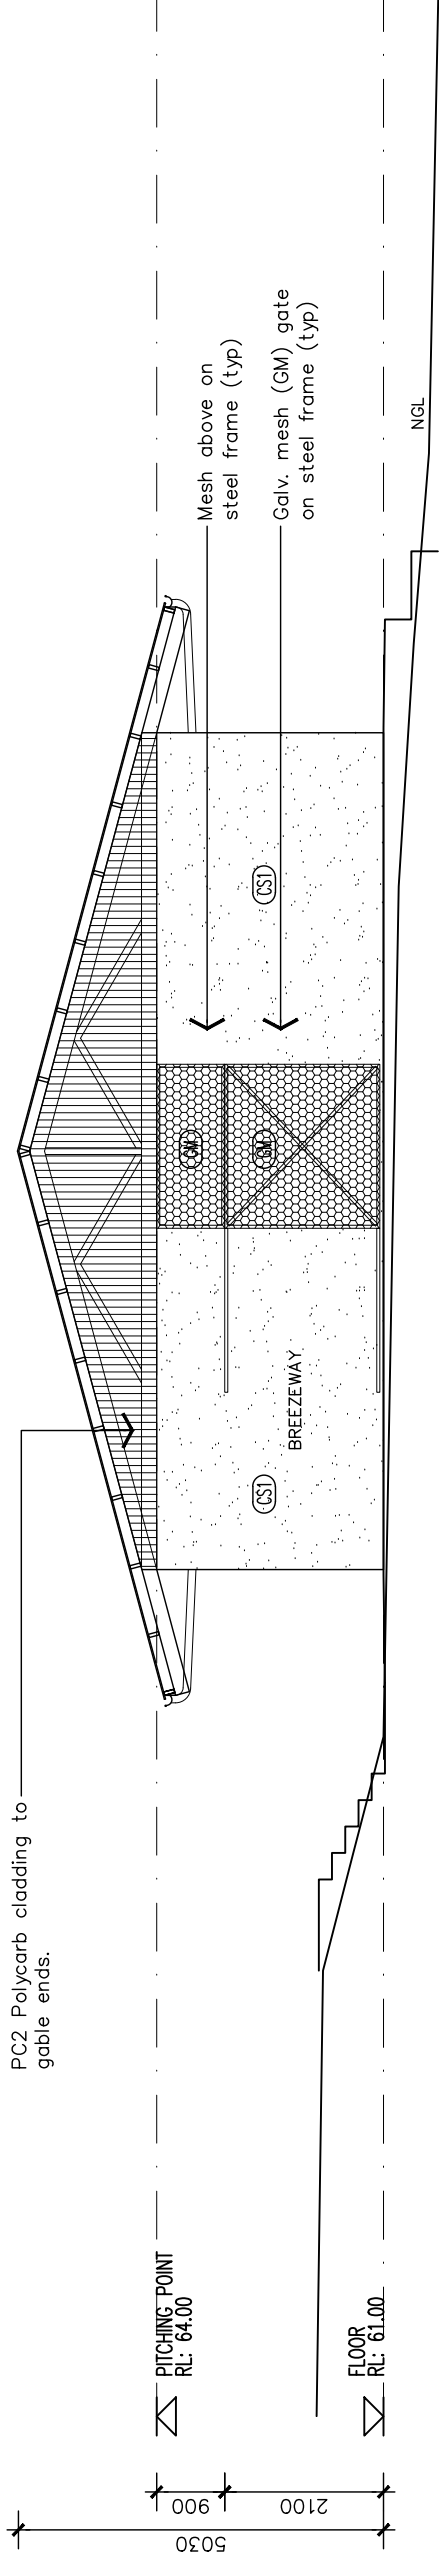 PC2 Polycarb cladding to
gable ends.
Mesh above on
steel frame (typ)
Galv. mesh (GM) gate
on steel frame (typ)
PITCHING POINT
RL: 64.00
FLOOR
RL: 61.00
5030
900
2100
GM
GM
CS1
CS1
BREEZEWAY
NGL